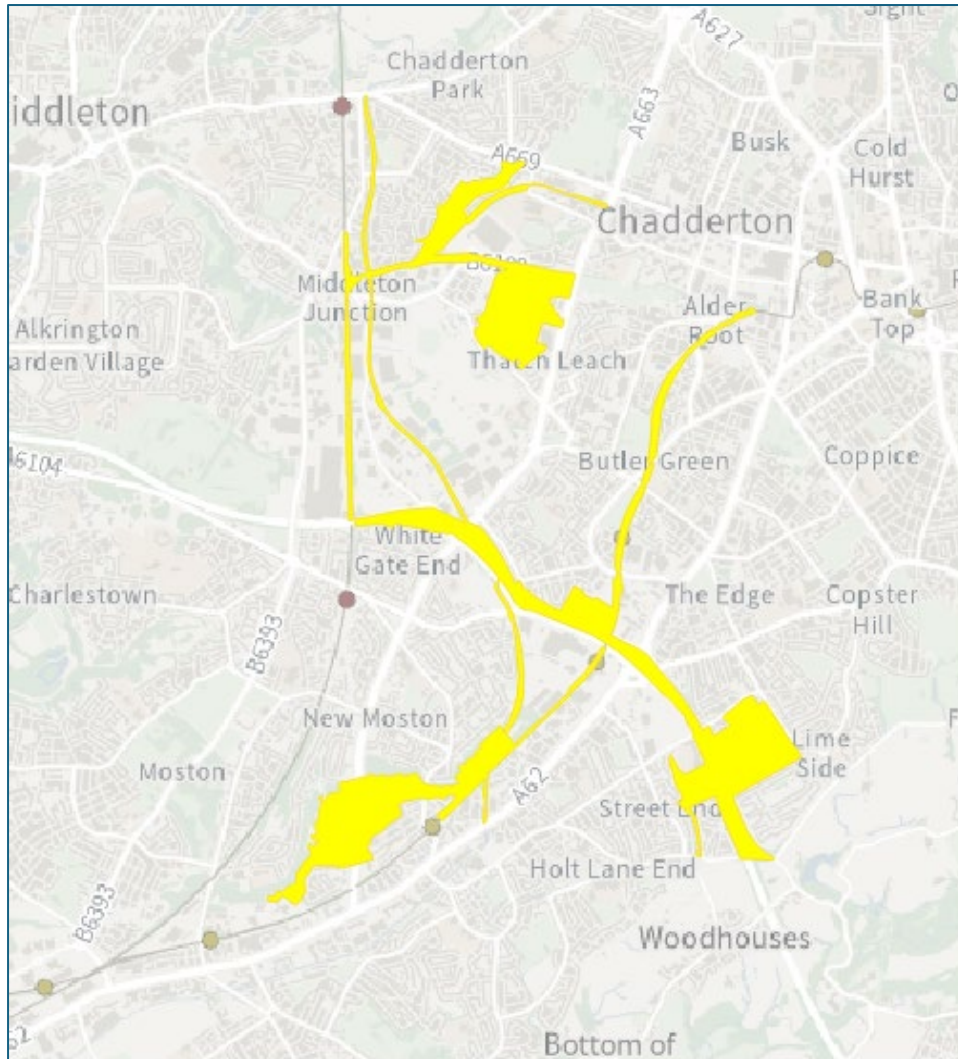 Sight
A627
Chadderton
Park
iddleton
A663
Busk
Cold
Hurst
A669
Chadderton
Middleton
Junction
Alder
Root
Bank
Top
Alkrington
arden Village
Thatch Leach
A6104
Butler Green
Coppice
White
Gate End
Charlestown
The Edge
Copster
Hill
B6393
New Moston
Moston
Lime
Side
A62
Street End
Holt Lane End
B6393
Woodhouses
Bottom of